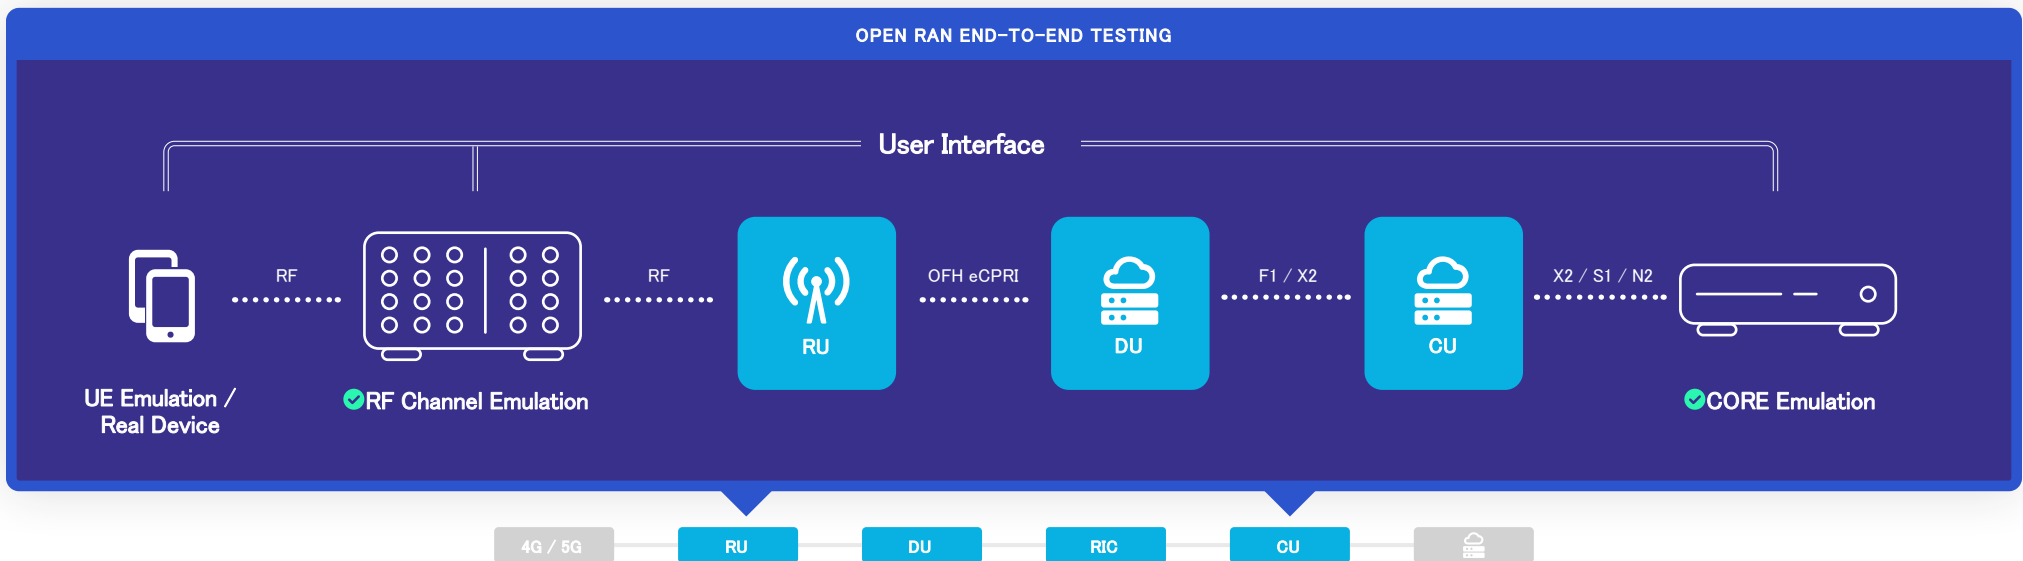 OPEN RAN END-TO-END TESTING
User Interface
RF
RF
OFH eCPRI
F1 / X2
X2 / S1 / N2
RU
DU
CU
UE Emulation /
Real Device
RF Channel Emulation
CORE Emulation
4G / 5G
RU
DU
RIC
CU